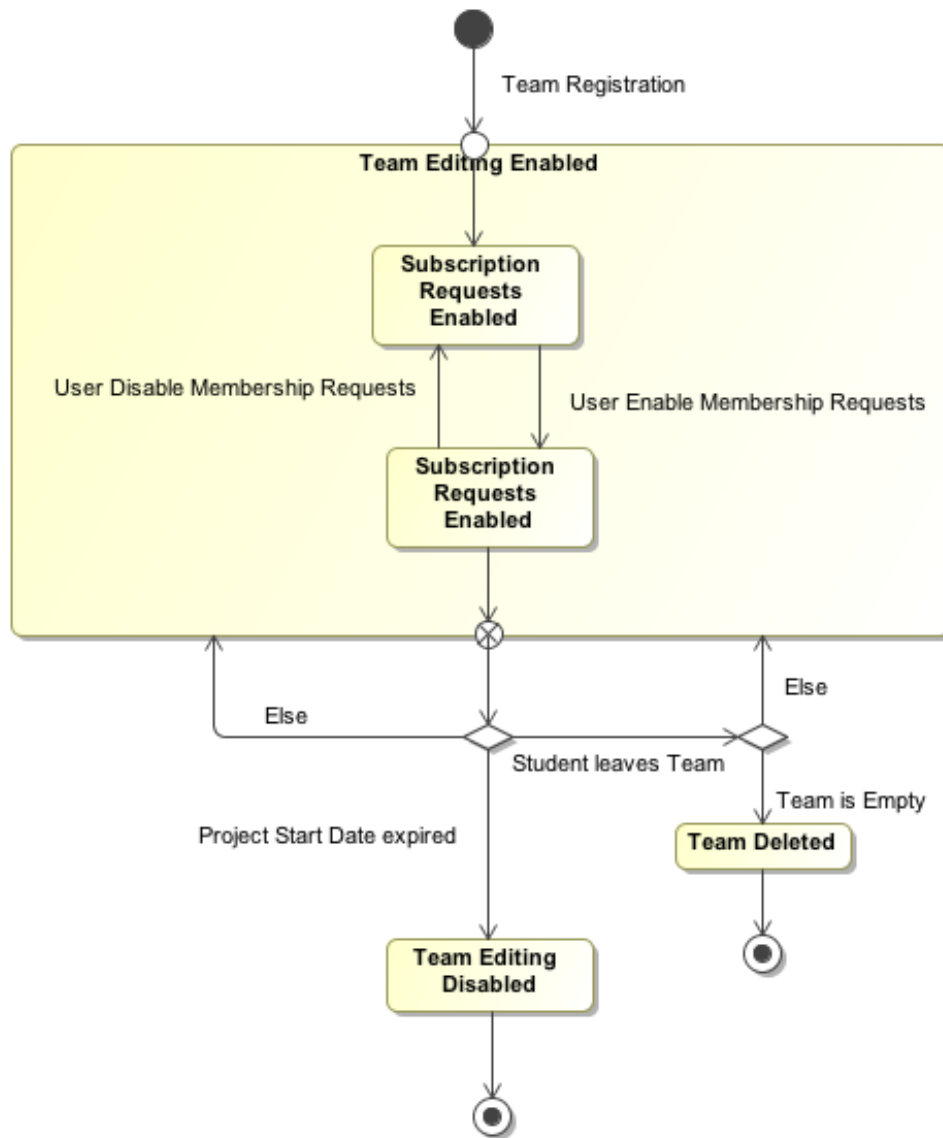 Team Registration
Team Editing Enabled
Subscription
Requests
Enabled
User Disable Membership Requests
User Enable Membership Requests
Subscription
Requests
Enabled
Else
Else
Student leaves Team
Team is Empty
Project Start Date expired
Team Deleted
Team Editing
Disabled